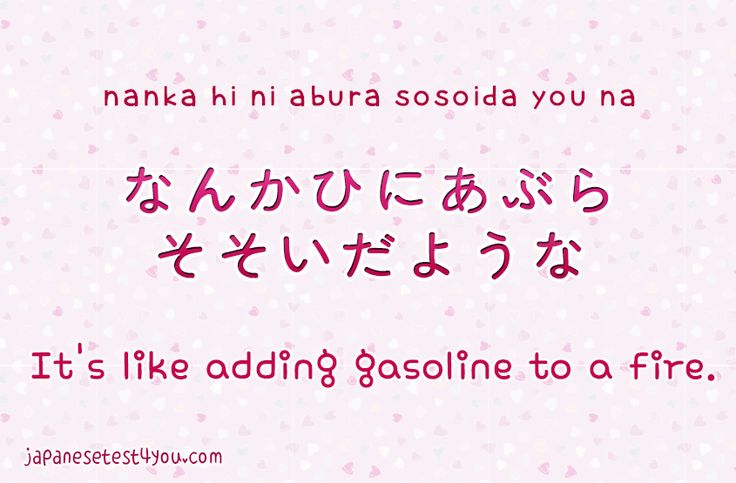 nanka hi ni abura sosoida you na
なんかひにあぶら
そそいだような
It's like adding gasoline to a fire.
japanesetest4you.com